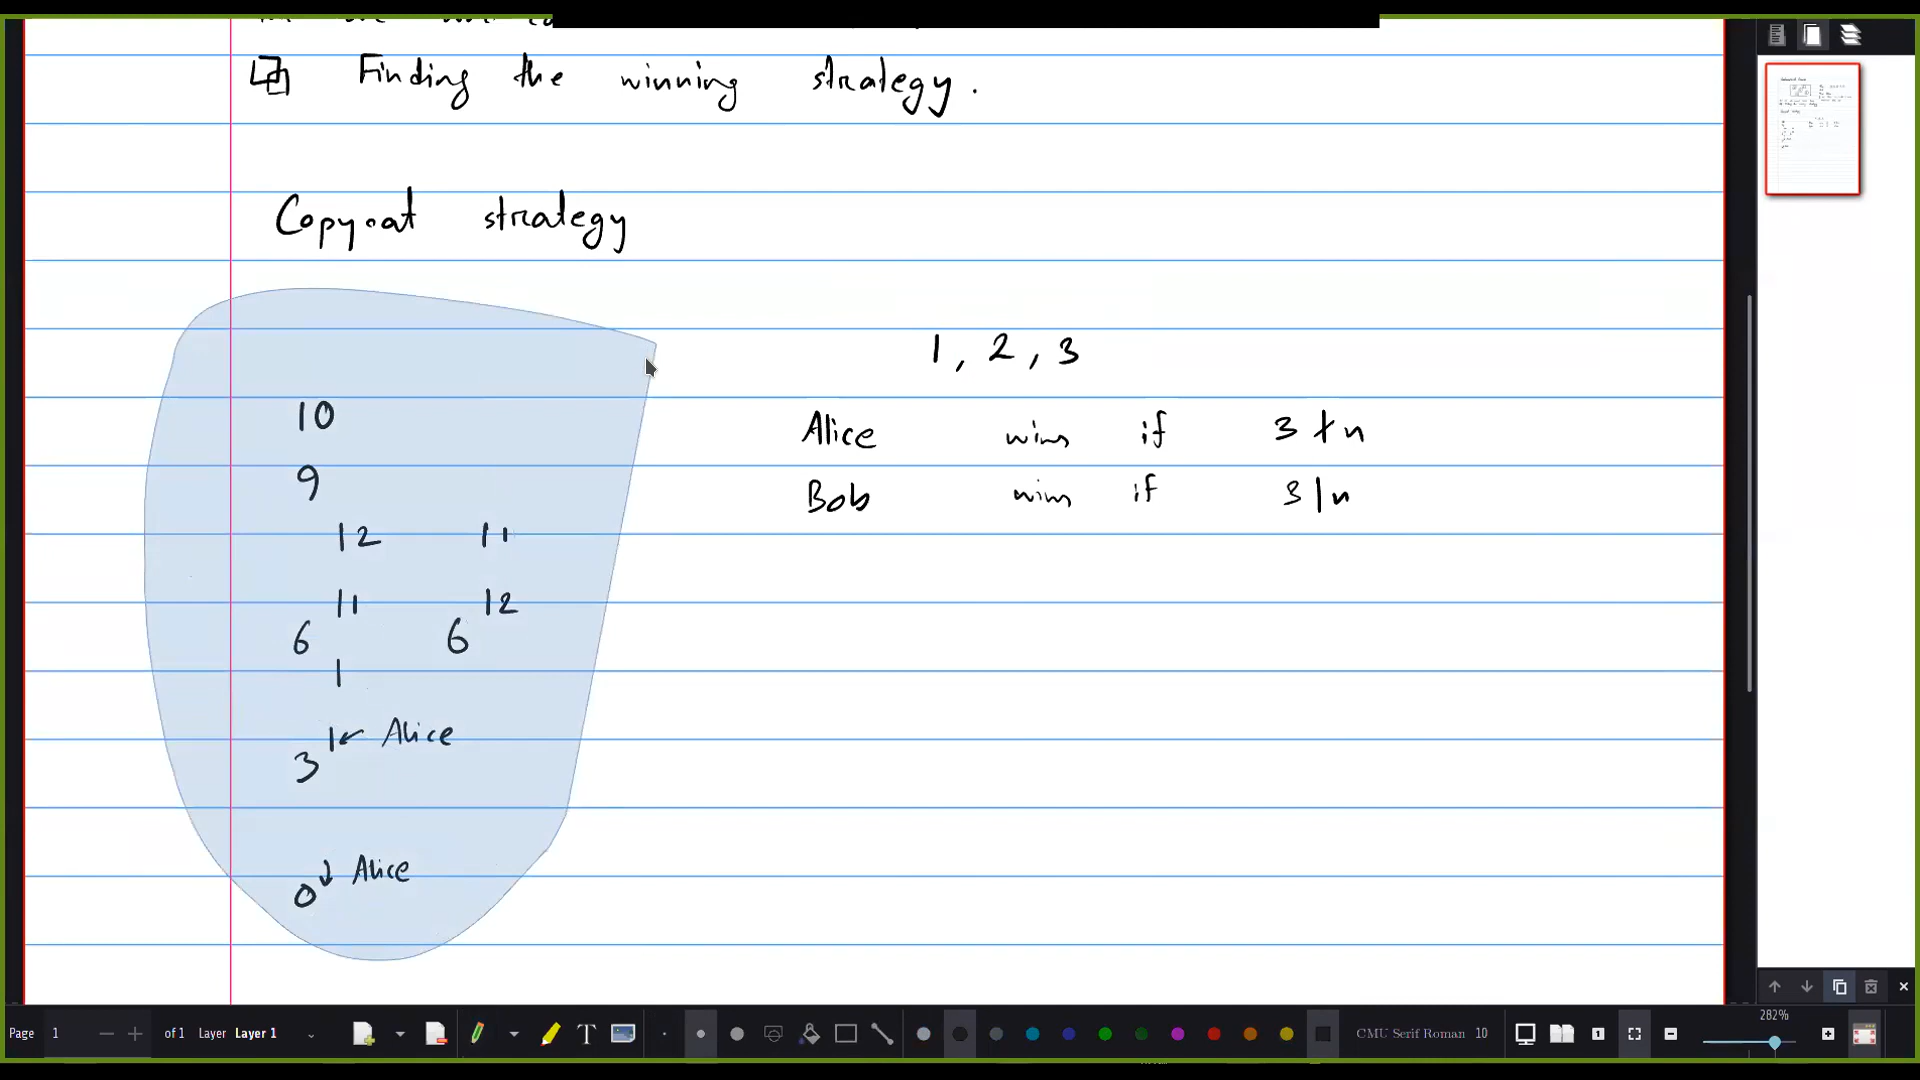 Finding the winning strategy.
Copycat strategy
1, 2, 3
10
Alice wins if 3 ∤ n
9
Bob wins if 3 | n
12 11
11 12
6 6
1
1 ← Alice
3
↓ Alice
0
Page 1 of 1 Layer Layer 1 CMU Serif Roman 10 282%